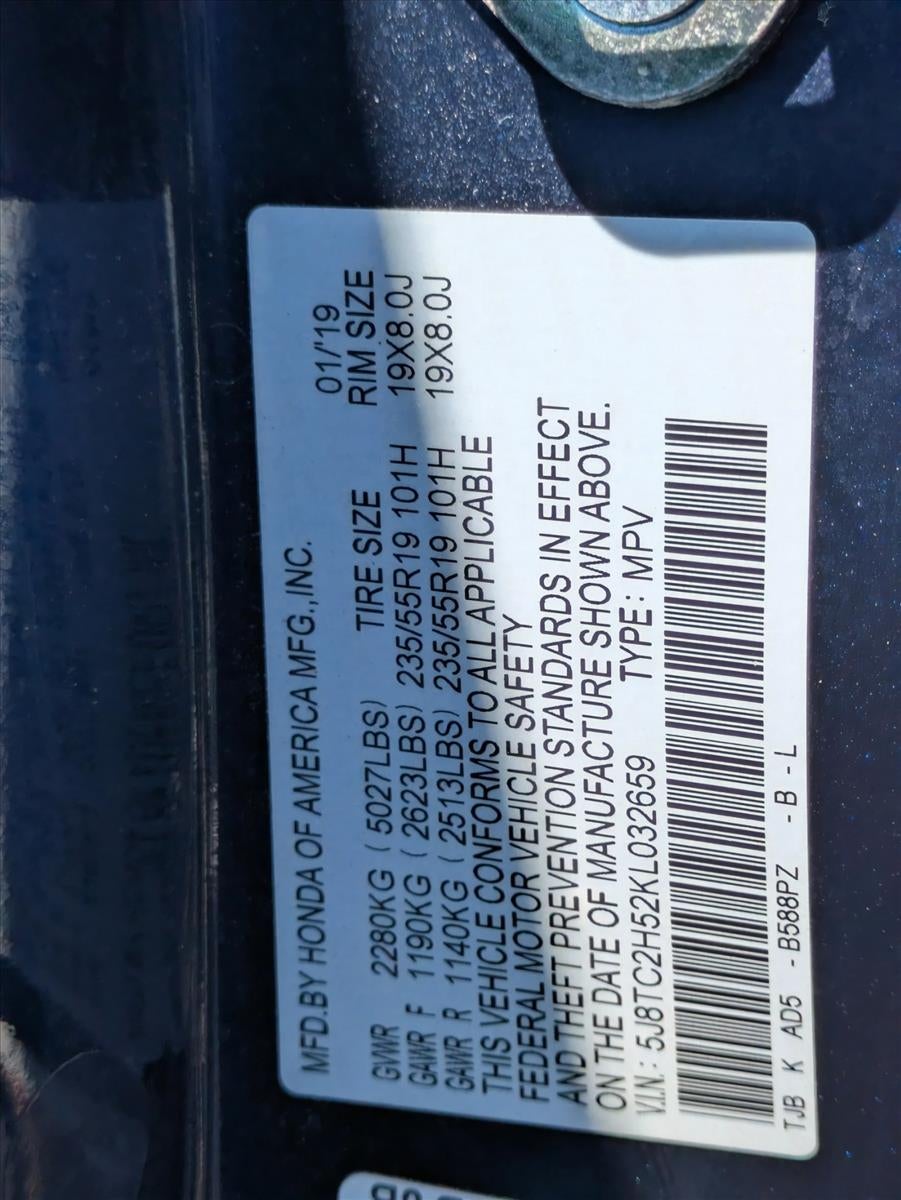 MFD.BY HONDA OF AMERICA MFG.,INC.
01/'19
TIRE SIZE RIM SIZE
GVWR 2280KG ( 5027LBS)
GAWR F 1190KG ( 2623LBS) 235/55R19 101H 19X8.0J
GAWR R 1140KG ( 2513LBS) 235/55R19 101H 19X8.0J
THIS VEHICLE CONFORMS TO ALL APPLICABLE
FEDERAL MOTOR VEHICLE SAFETY
AND THEFT PREVENTION STANDARDS IN EFFECT
ON THE DATE OF MANUFACTURE SHOWN ABOVE.
V.I.N.: 5J8TC2H52KL032659 TYPE : MPV
TJB K AD5 - B588PZ - B - L